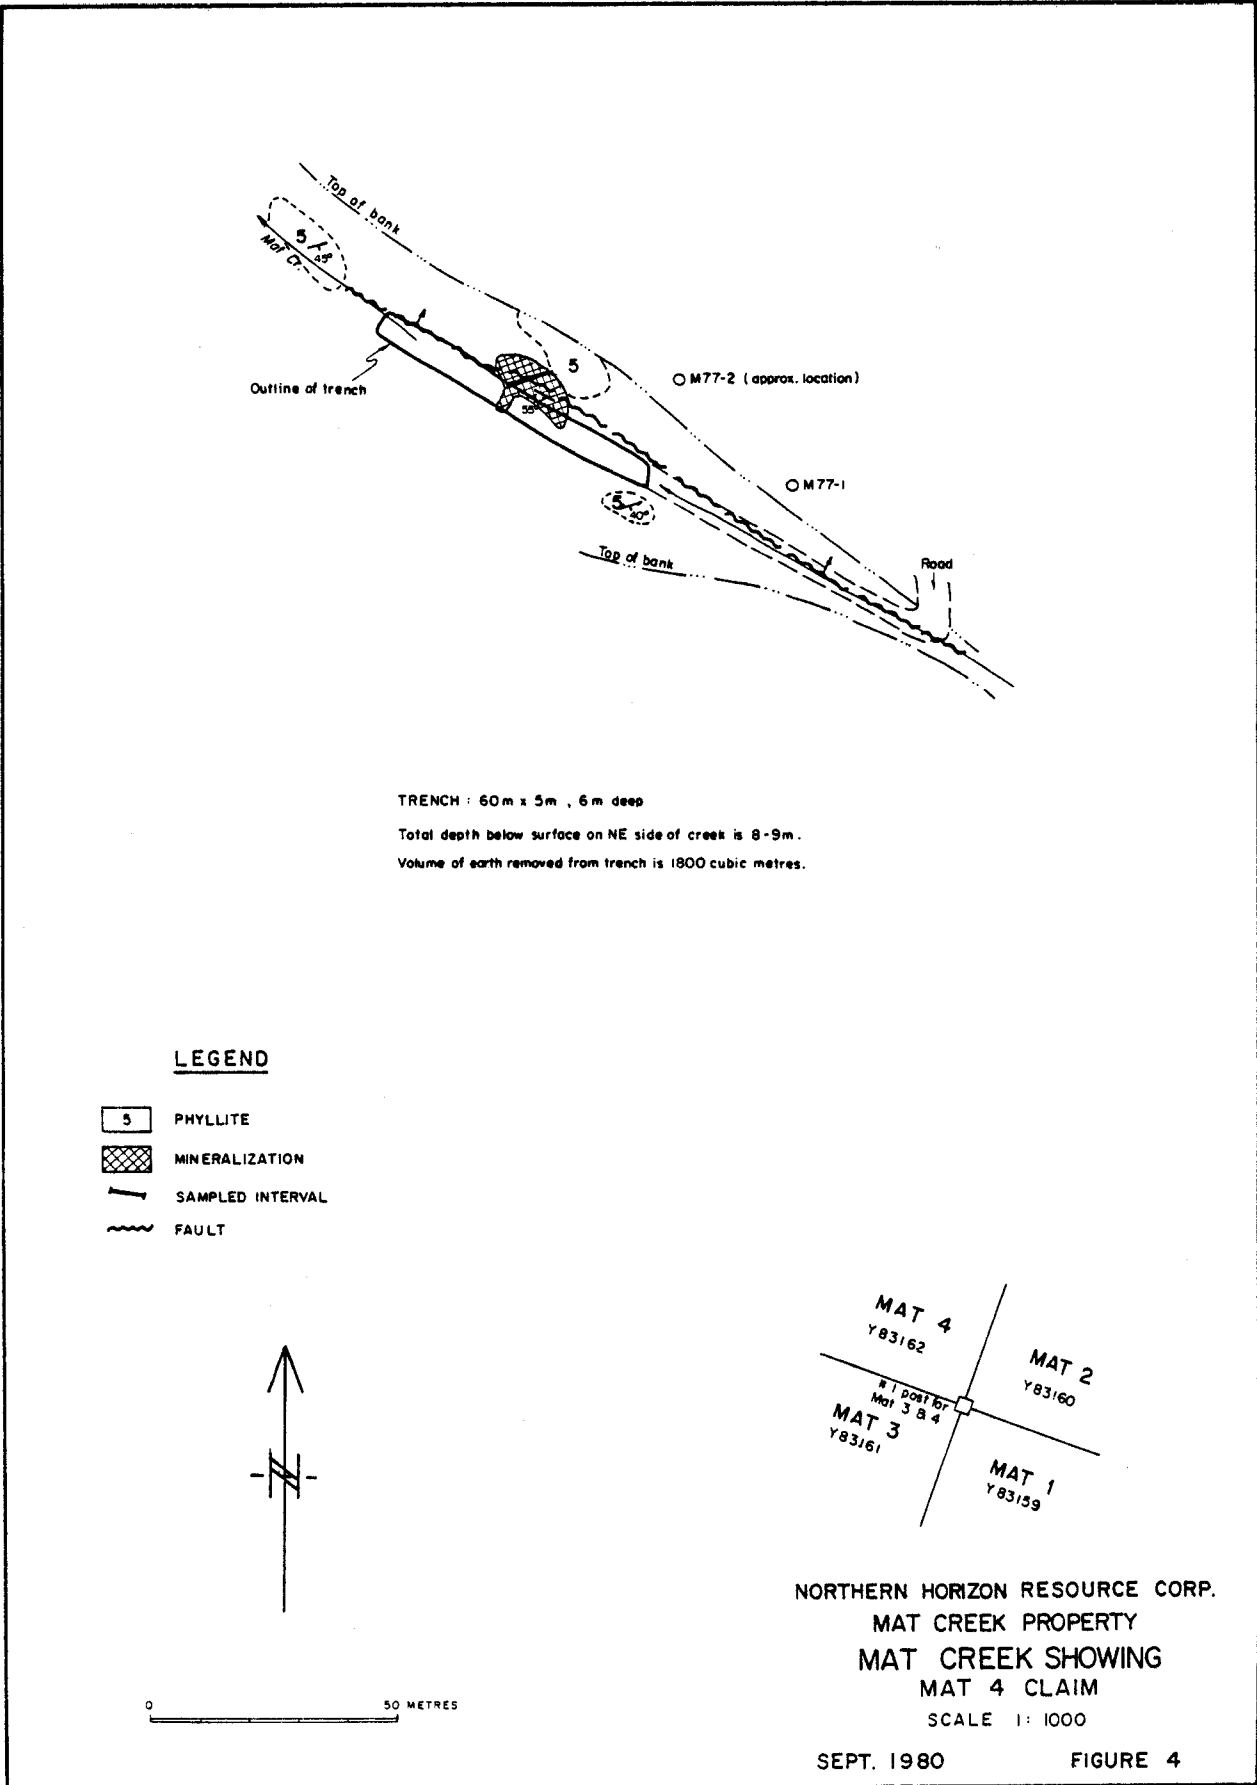 Top of bank
5 45°
Mat Cr.
Outline of trench
5
M77-2 (approx. location)
55°
M77-1
5 40°
Top of bank
Road
TRENCH : 60m x 5m , 6m deep
Total depth below surface on NE side of creek is 8-9m.
Volume of earth removed from trench is 1800 cubic metres.
LEGEND
5 PHYLLITE
MINERALIZATION
SAMPLED INTERVAL
FAULT
N
MAT 4
Y83162
MAT 2
Y83160
# 1 post for
Mat 3 & 4
MAT 3
Y83161
MAT 1
Y83159
0 50 METRES
NORTHERN HORIZON RESOURCE CORP.
MAT CREEK PROPERTY
MAT CREEK SHOWING
MAT 4 CLAIM
SCALE 1: 1000
SEPT. 1980 FIGURE 4